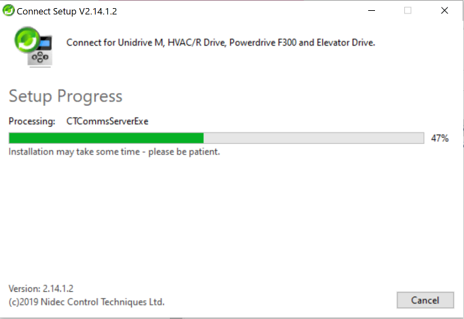 Connect Setup V2.14.1.2
Connect for Unidrive M, HVAC/R Drive, Powerdrive F300 and Elevator Drive.
Setup Progress
Processing: CTCommsServerExe
47%
Installation may take some time - please be patient.
Version: 2.14.1.2
(c)2019 Nidec Control Techniques Ltd.
Cancel